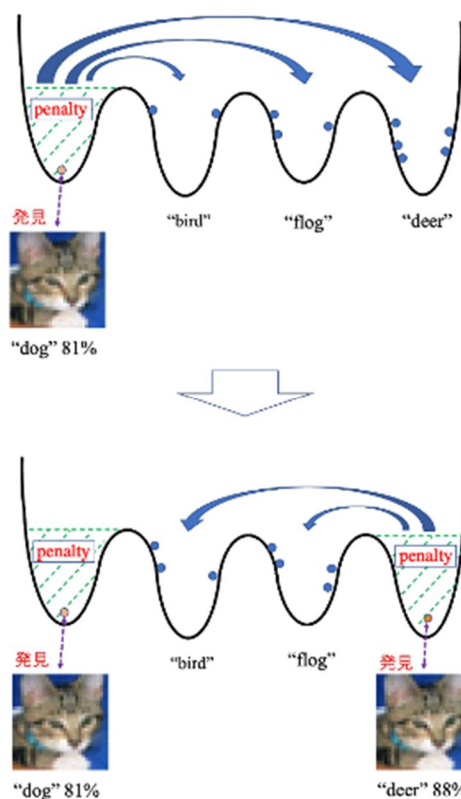 penalty
発見
"bird" "flog" "deer"
"dog" 81%
penalty
penalty
発見
"bird" "flog"
発見
"dog" 81%
"deer" 88%